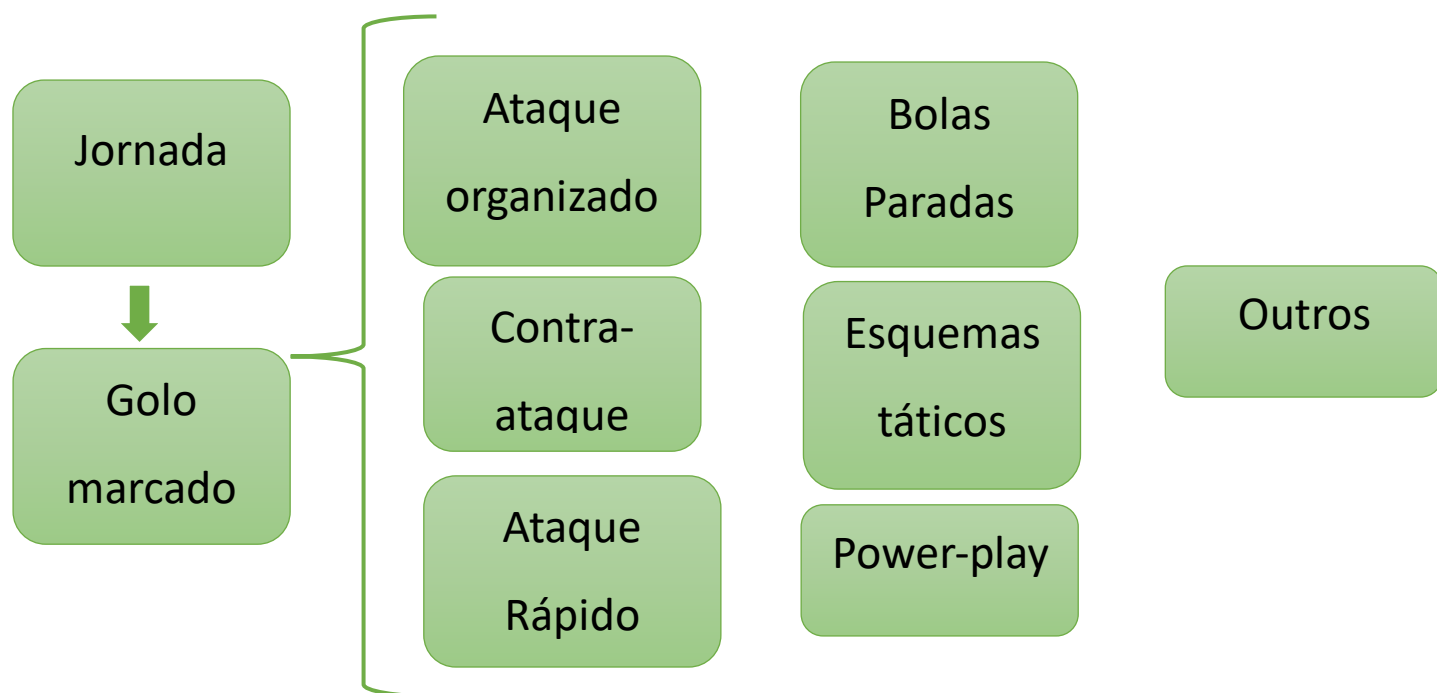 Jornada
Golo
marcado
Ataque
organizado
Contra-
ataque
Ataque
Rápido
Bolas
Paradas
Esquemas
táticos
Power-play
Outros